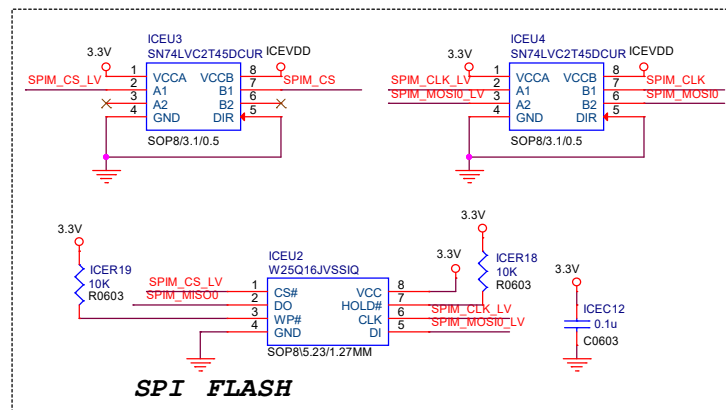 ICEU3
SN74LVC2T45DCUR
3.3V
ICEVDD
SPIM_CS_LV
1 VCCA VCCB 8
2 A1 B1 7
SPIM_CS
3 A2 B2 6
4 GND DIR 5
SOP8/3.1/0.5
ICEU4
SN74LVC2T45DCUR
3.3V
ICEVDD
SPIM_CLK_LV
1 VCCA VCCB 8
2 A1 B1 7
SPIM_CLK
SPIM_MOSI0_LV
3 A2 B2 6
SPIM_MOSI0
4 GND DIR 5
SOP8/3.1/0.5
3.3V
ICER19
10K
R0603
ICEU2
W25Q16JVSSIQ
SPIM_CS_LV
1 CS# VCC 8
SPIM_MISO0
2 DO HOLD# 7
3 WP# CLK 6
SPIM_CLK_LV
4 GND DI 5
SPIM_MOSI0_LV
SOP8\5.23/1.27MM
3.3V
3.3V
ICER18
10K
R0603
3.3V
ICEC12
0.1u
C0603
SPI FLASH